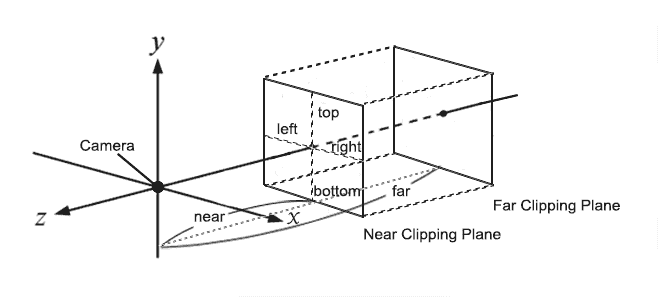 y
top
left
Camera
right
bottom
far
Far Clipping Plane
near
x
z
Near Clipping Plane